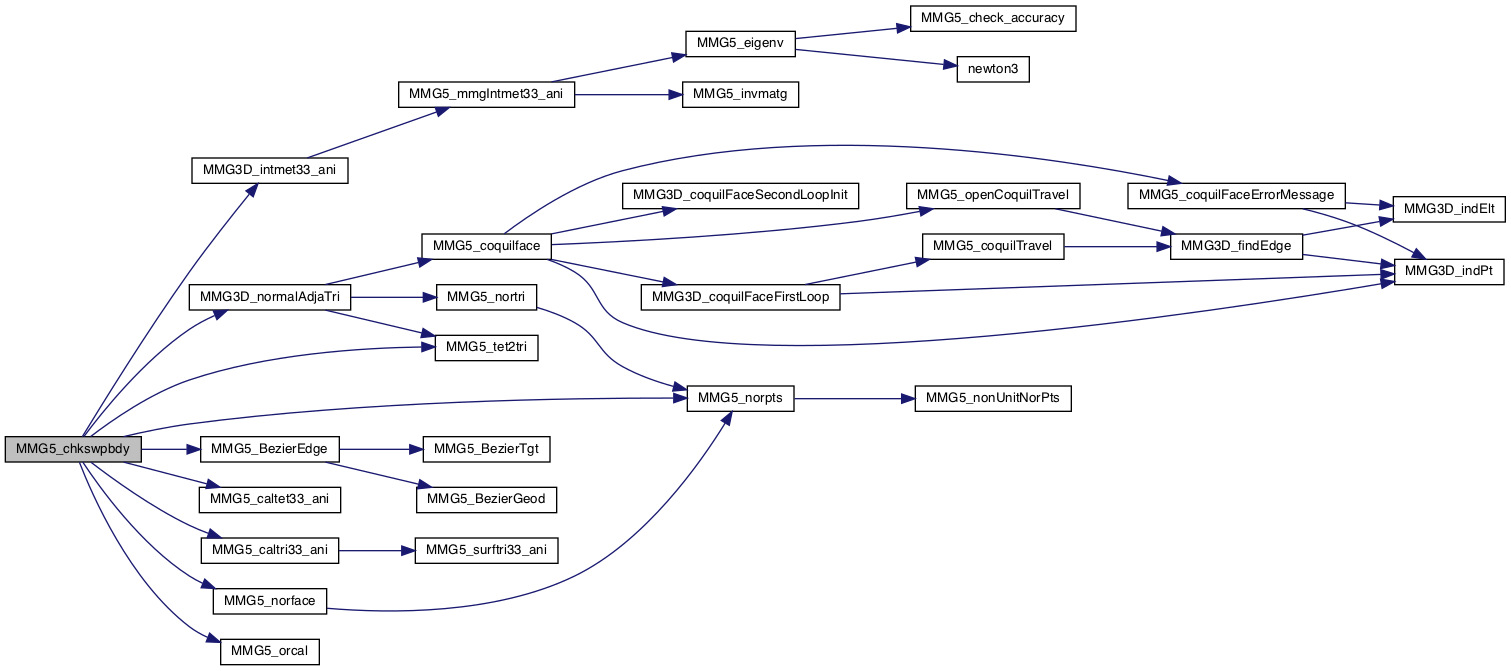 MMG5_check_accuracy
MMG5_eigenv
newton3
MMG5_mmgIntmet33_ani
MMG5_invmatg
MMG3D_intmet33_ani
MMG3D_coquilFaceSecondLoopInit
MMG5_openCoquilTravel
MMG5_coquilFaceErrorMessage
MMG3D_indElt
MMG5_coquilface
MMG5_coquilTravel
MMG3D_findEdge
MMG3D_indPt
MMG3D_normalAdjaTri
MMG5_nortri
MMG3D_coquilFaceFirstLoop
MMG5_tet2tri
MMG5_norpts
MMG5_nonUnitNorPts
MMG5_chkswpbdy
MMG5_BezierEdge
MMG5_BezierTgt
MMG5_caltet33_ani
MMG5_BezierGeod
MMG5_caltri33_ani
MMG5_surftri33_ani
MMG5_norface
MMG5_orcal